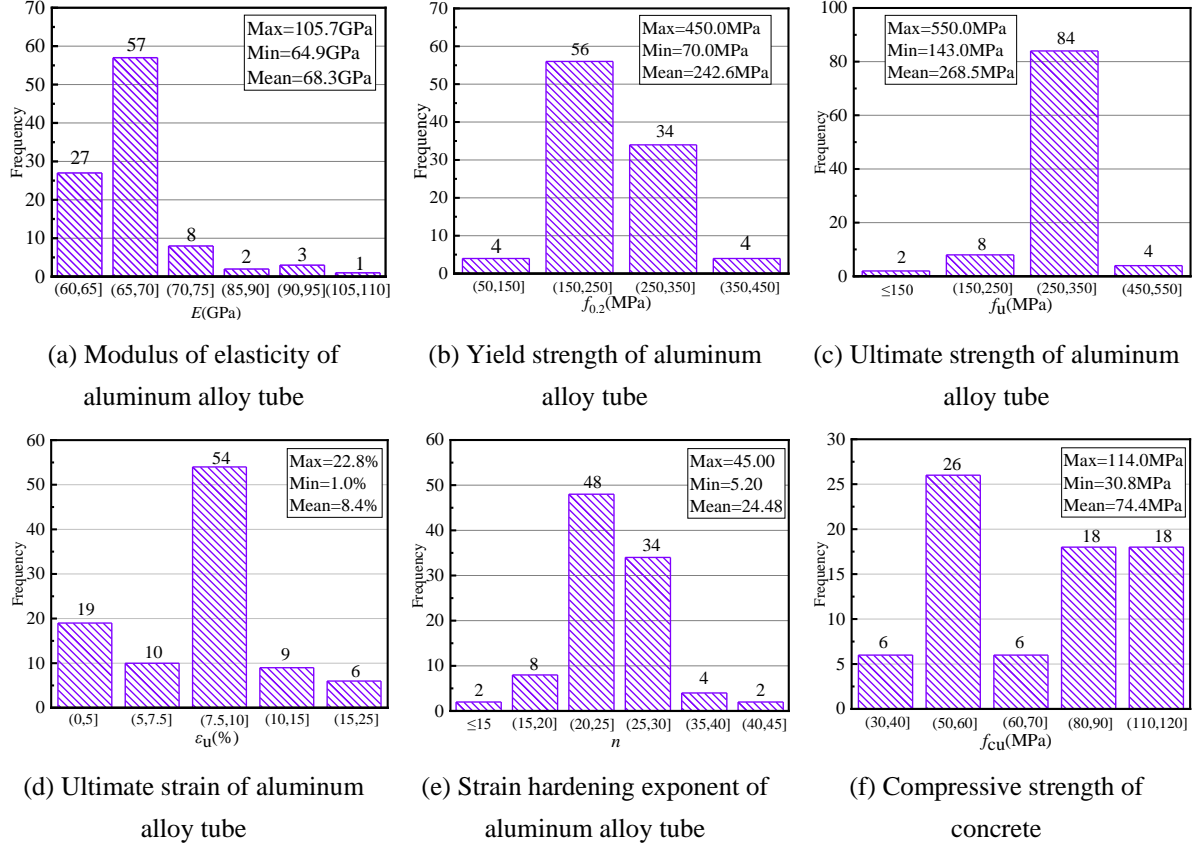 Max=105.7GPa
Min=64.9GPa
Mean=68.3GPa
Frequency
70
60
50
40
30
20
10
0
27
57
8
2
3
1
(60,65]
(65,70]
(70,75]
(85,90]
(90,95]
(105,110]
E(GPa)
(a) Modulus of elasticity of
aluminum alloy tube
Max=450.0MPa
Min=70.0MPa
Mean=242.6MPa
Frequency
70
60
50
40
30
20
10
0
4
56
34
4
(50,150]
(150,250]
(250,350]
(350,450]
f0.2(MPa)
(b) Yield strength of aluminum
alloy tube
Max=550.0MPa
Min=143.0MPa
Mean=268.5MPa
Frequency
100
80
60
40
20
0
2
8
84
4
≤150
(150,250]
(250,350]
(450,550]
fu(MPa)
(c) Ultimate strength of aluminum
alloy tube
Max=22.8%
Min=1.0%
Mean=8.4%
Frequency
60
50
40
30
20
10
0
19
10
54
9
6
(0,5]
(5,7.5]
(7.5,10]
(10,15]
(15,25]
εu(%)
(d) Ultimate strain of aluminum
alloy tube
Max=45.00
Min=5.20
Mean=24.48
Frequency
60
50
40
30
20
10
0
2
8
48
34
4
2
≤15
(15,20]
(20,25]
(25,30]
(35,40]
(40,45]
n
(e) Strain hardening exponent of
aluminum alloy tube
Max=114.0MPa
Min=30.8MPa
Mean=74.4MPa
Frequency
30
25
20
15
10
5
0
6
26
6
18
18
(30,40]
(50,60]
(60,70]
(80,90]
(110,120]
fcu(MPa)
(f) Compressive strength of
concrete